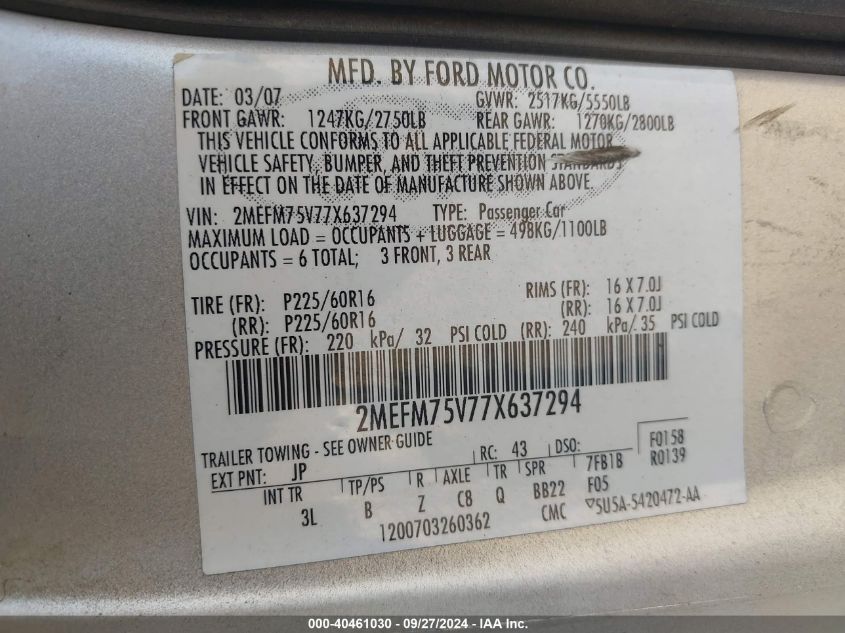 MFD. BY FORD MOTOR CO.
DATE: 03/07 GVWR: 2517KG/5550LB
FRONT GAWR: 1247KG/2750LB REAR GAWR: 1270KG/2800LB
THIS VEHICLE CONFORMS TO ALL APPLICABLE FEDERAL MOTOR
VEHICLE SAFETY, BUMPER, AND THEFT PREVENTION STANDARDS
IN EFFECT ON THE DATE OF MANUFACTURE SHOWN ABOVE.
VIN: 2MEFM75V77X637294 TYPE: Passenger Car
MAXIMUM LOAD = OCCUPANTS + LUGGAGE = 498KG/1100LB
OCCUPANTS = 6 TOTAL; 3 FRONT, 3 REAR
TIRE (FR): P225/60R16 RIMS (FR): 16 X 7.0J
(RR): P225/60R16 (RR): 16 X 7.0J
PRESSURE (FR): 220 kPa/ 32 PSI COLD (RR): 240 kPa/ 35 PSI COLD
2MEFM75V77X637294
TRAILER TOWING - SEE OWNER GUIDE
EXT PNT: JP RC: 43 DSO: F0158
R0139
INT TR TP/PS R AXLE TR SPR 7FB1B
3L B Z C8 Q BB22 F05
1200703260362 CMC ▽5U5A-5420472-AA
000-40461030 - 09/27/2024 - IAA Inc.